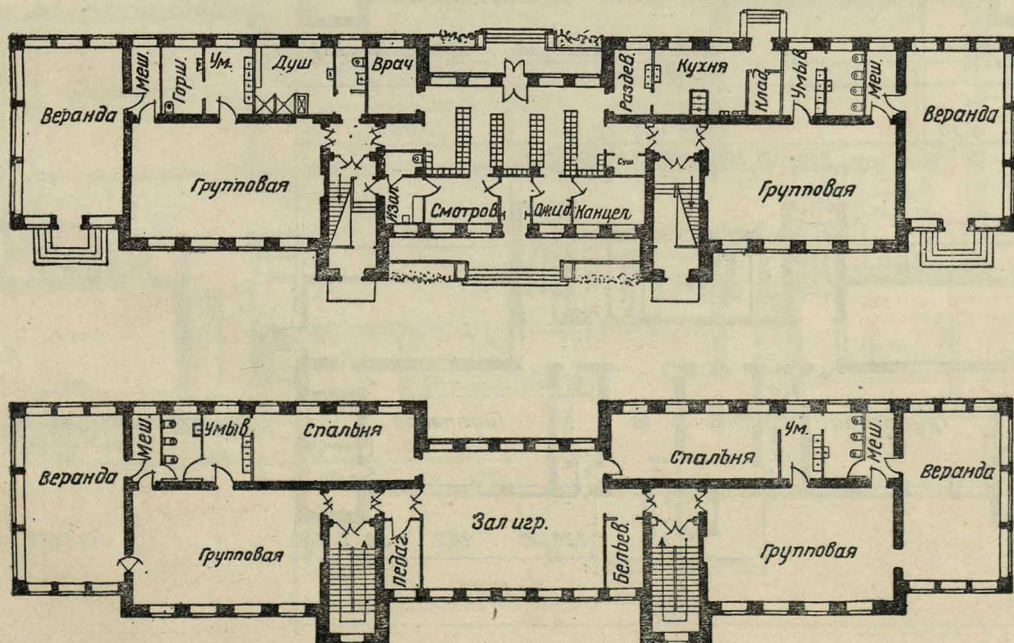 Веранда
Меш.
Горш.
Ум.
Душ
Врач
Групповая
Изол.
Смотров
Ожид
Канцел
Суш
Раздев.
Кухня
Клад
Умыв
Меш.
Веранда
Групповая
Веранда
Меш.
Умыв
Спальня
Групповая
Педаг.
Зал игр.
Бельев.
Спальня
Ум.
Меш.
Веранда
Групповая